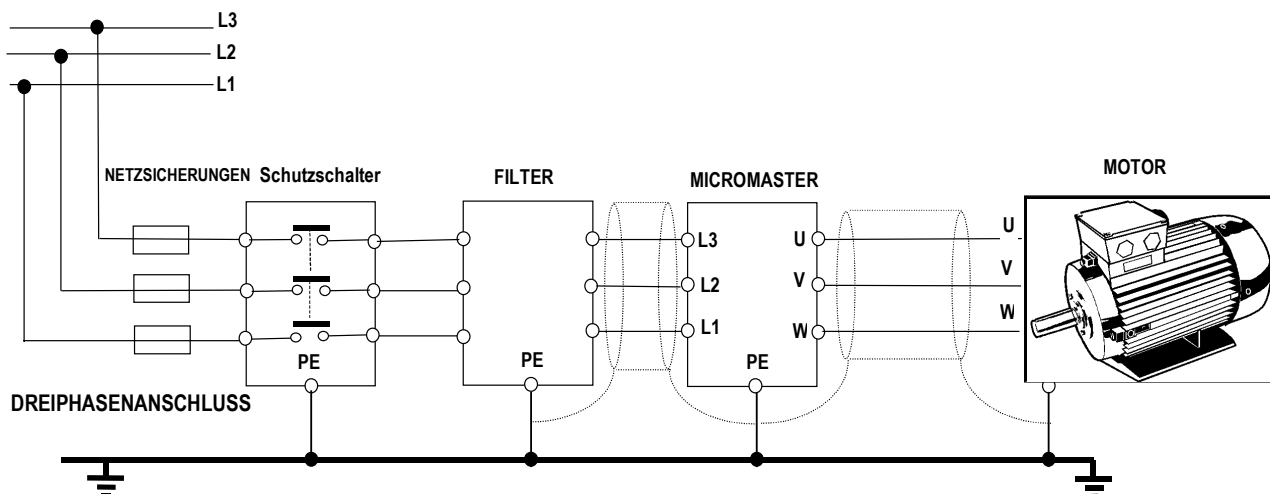 L3
L2
L1
NETZSICHERUNGEN Schutzschalter
FILTER
MICROMASTER
MOTOR
L3
U
U
L2
V
V
L1
W
W
PE
PE
PE
DREIPHASENANSCHLUSS